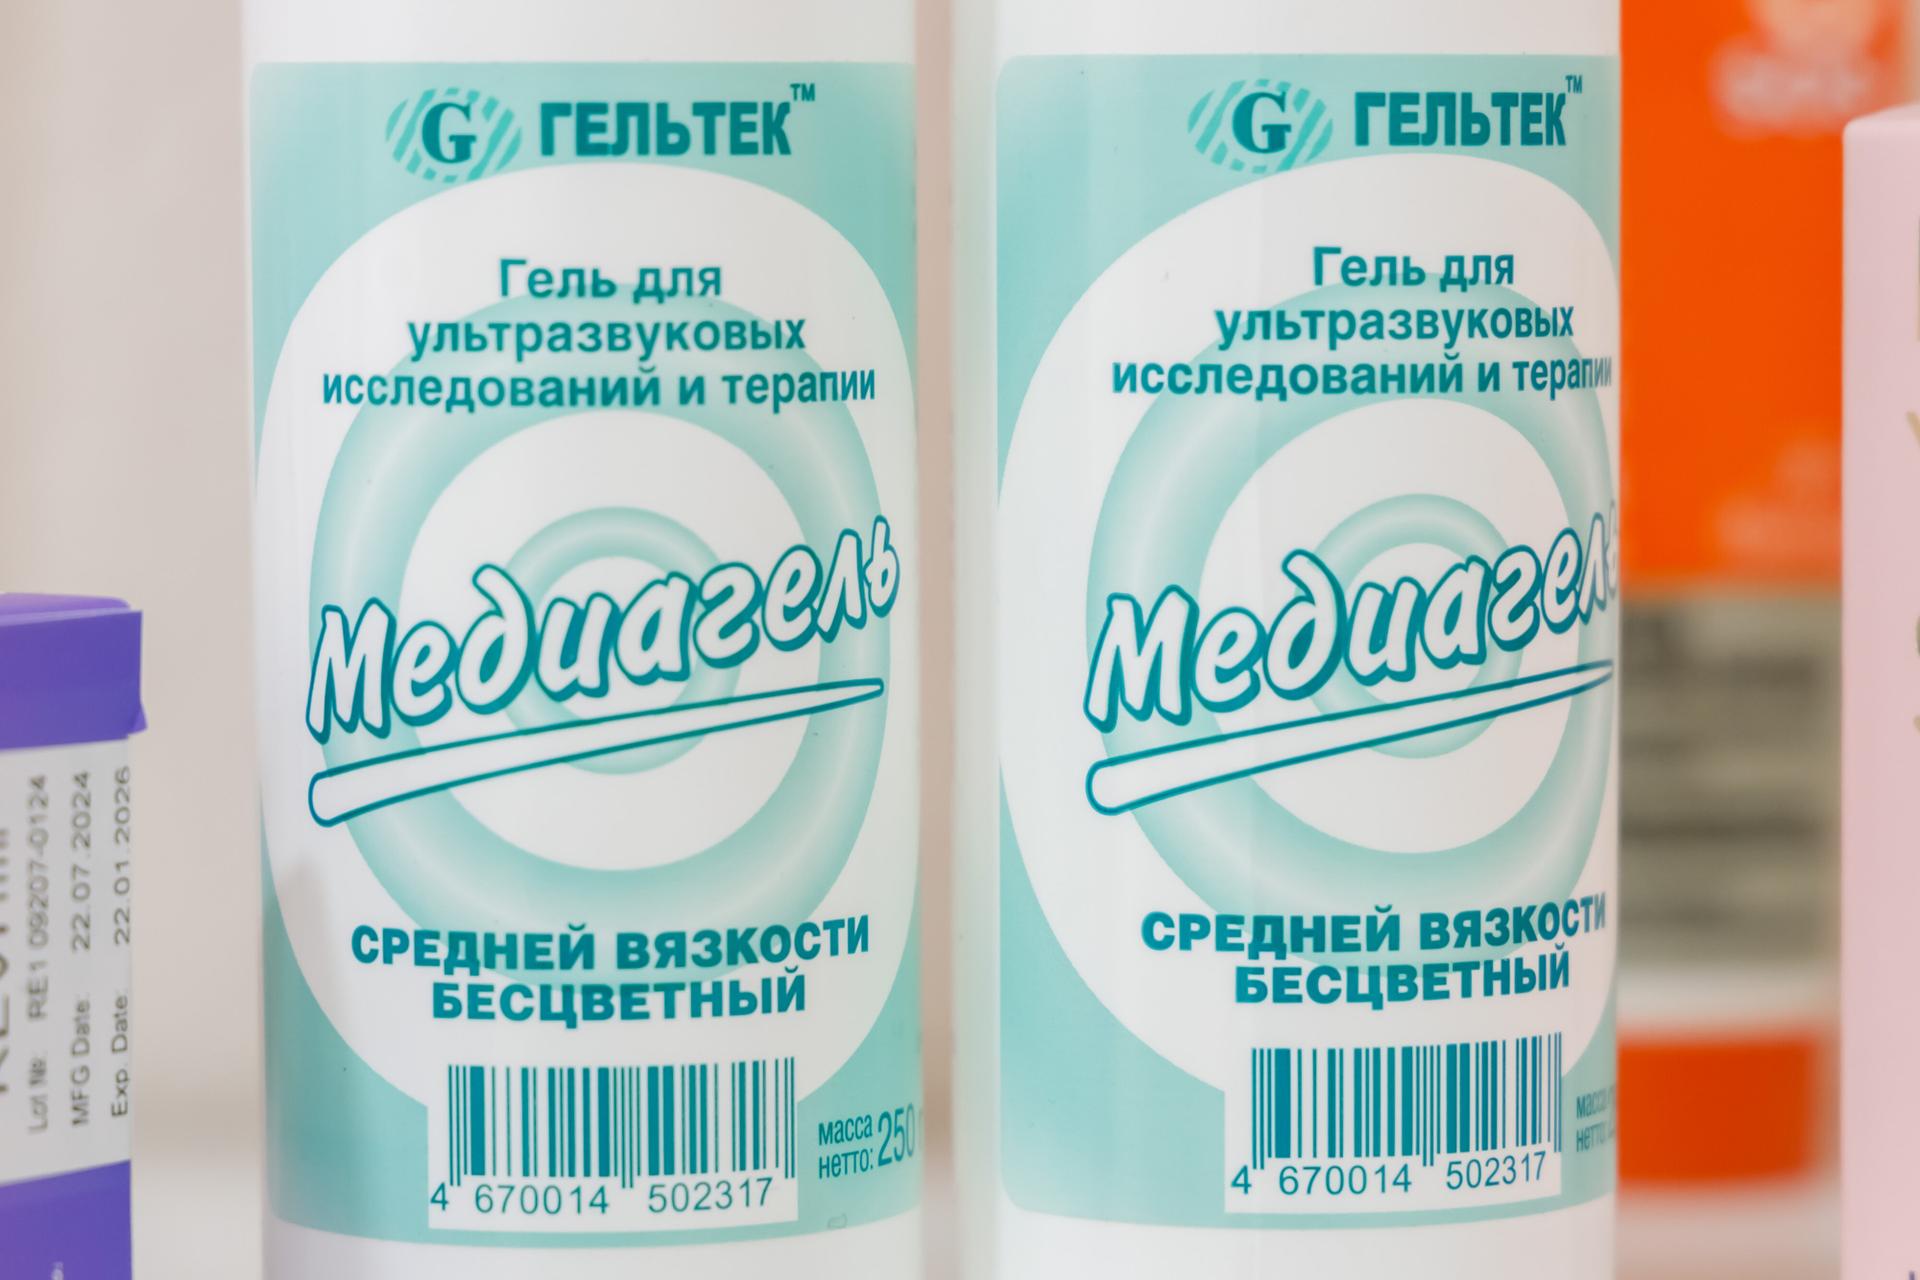 G ГЕЛЬТЕК™
Гель для
ультразвуковых
исследований и терапии
Медиагель
СРЕДНЕЙ ВЯЗКОСТИ
БЕСЦВЕТНЫЙ
масса
нетто: 250 г
4 670014 502317
G ГЕЛЬТЕК™
Гель для
ультразвуковых
исследований и терапии
Медиагель
СРЕДНЕЙ ВЯЗКОСТИ
БЕСЦВЕТНЫЙ
масса
нетто:
4 670014 502317
Lot №: RE1 09207-0124
MFG Date: 22.07.2024
Exp. Date: 22.01.2026